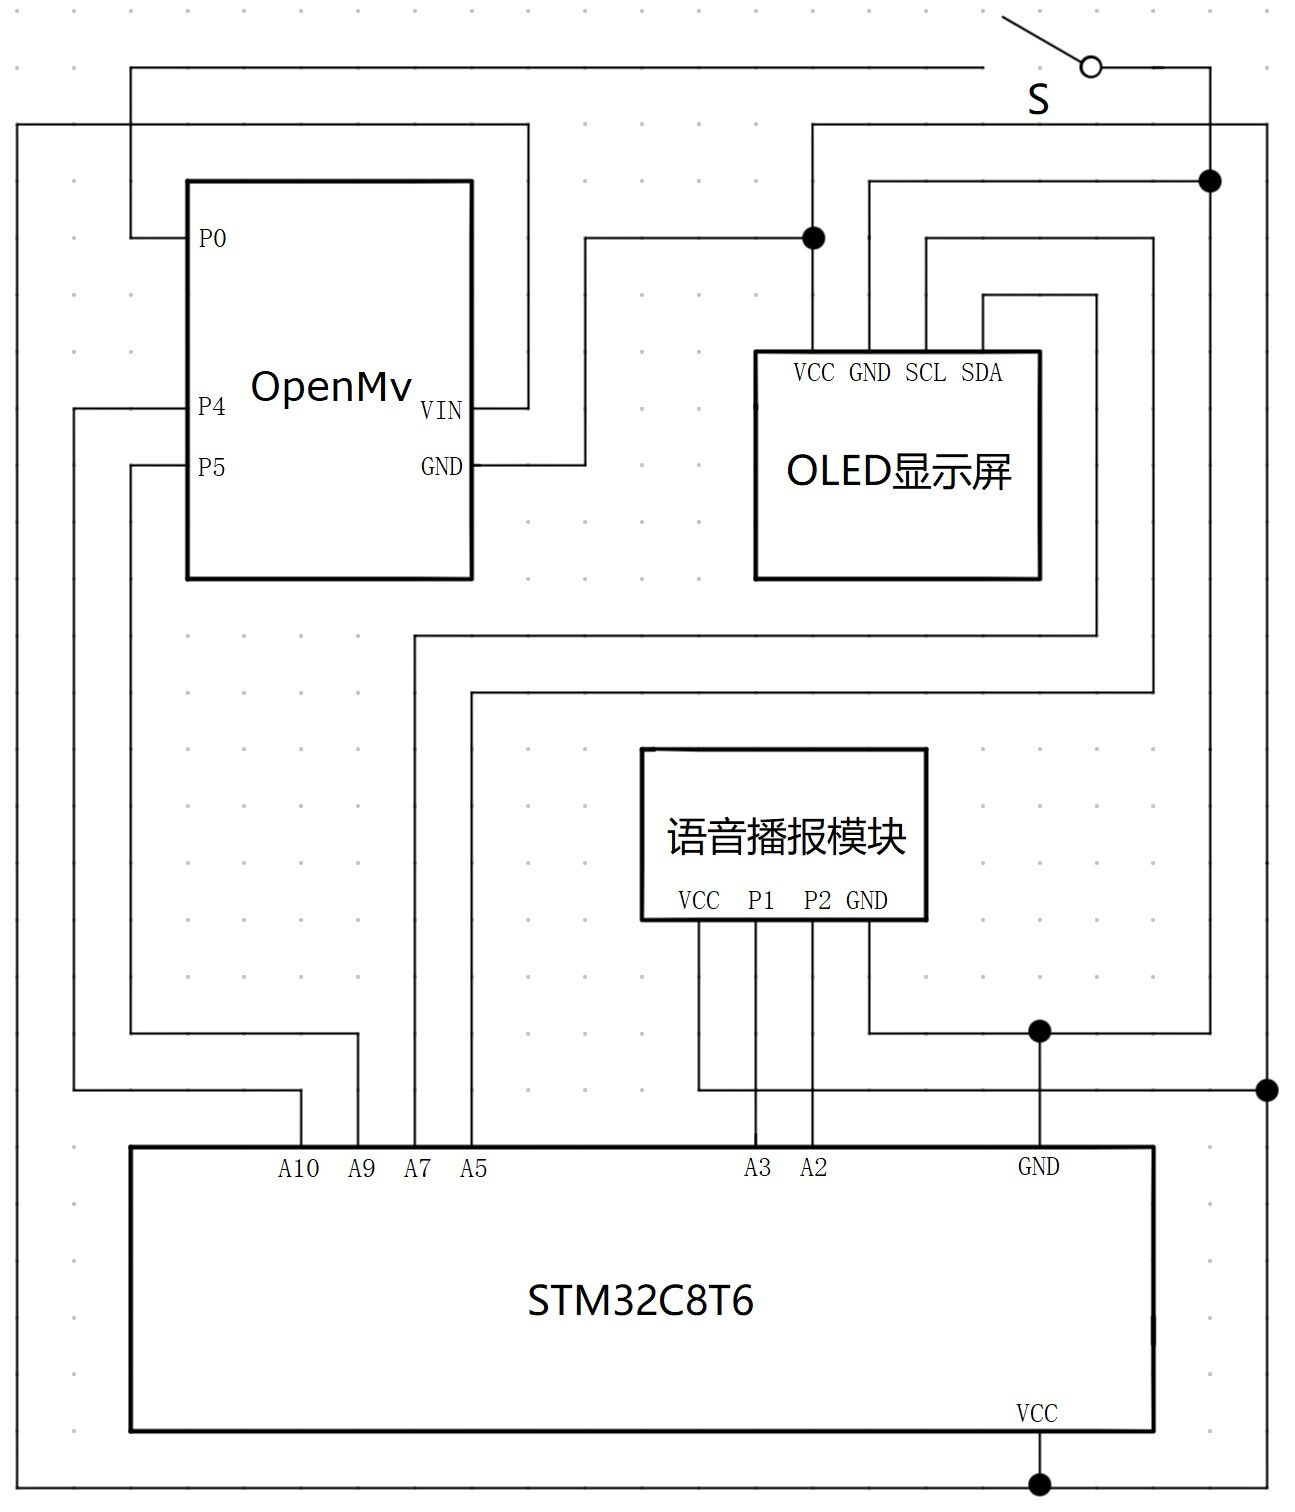 S
P0
OpenMv
P4
VIN
P5
GND
VCC GND SCL SDA
OLED显示屏
语音播报模块
VCC P1 P2 GND
A10 A9 A7 A5 A3 A2 GND
STM32C8T6
VCC